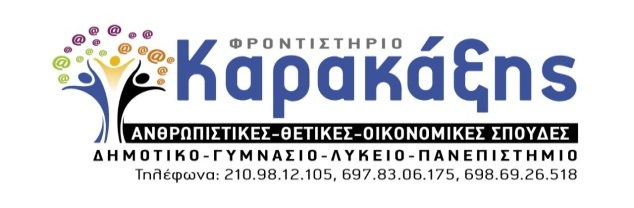 ΦΡΟΝΤΙΣΤΗΡΙΟ
Καρακάξης
ΑΝΘΡΩΠΙΣΤΙΚΕΣ-ΘΕΤΙΚΕΣ-ΟΙΚΟΝΟΜΙΚΕΣ ΣΠΟΥΔΕΣ
ΔΗΜΟΤΙΚΟ-ΓΥΜΝΑΣΙΟ-ΛΥΚΕΙΟ-ΠΑΝΕΠΙΣΤΗΜΙΟ
Τηλέφωνα: 210.98.12.105, 697.83.06.175, 698.69.26.518